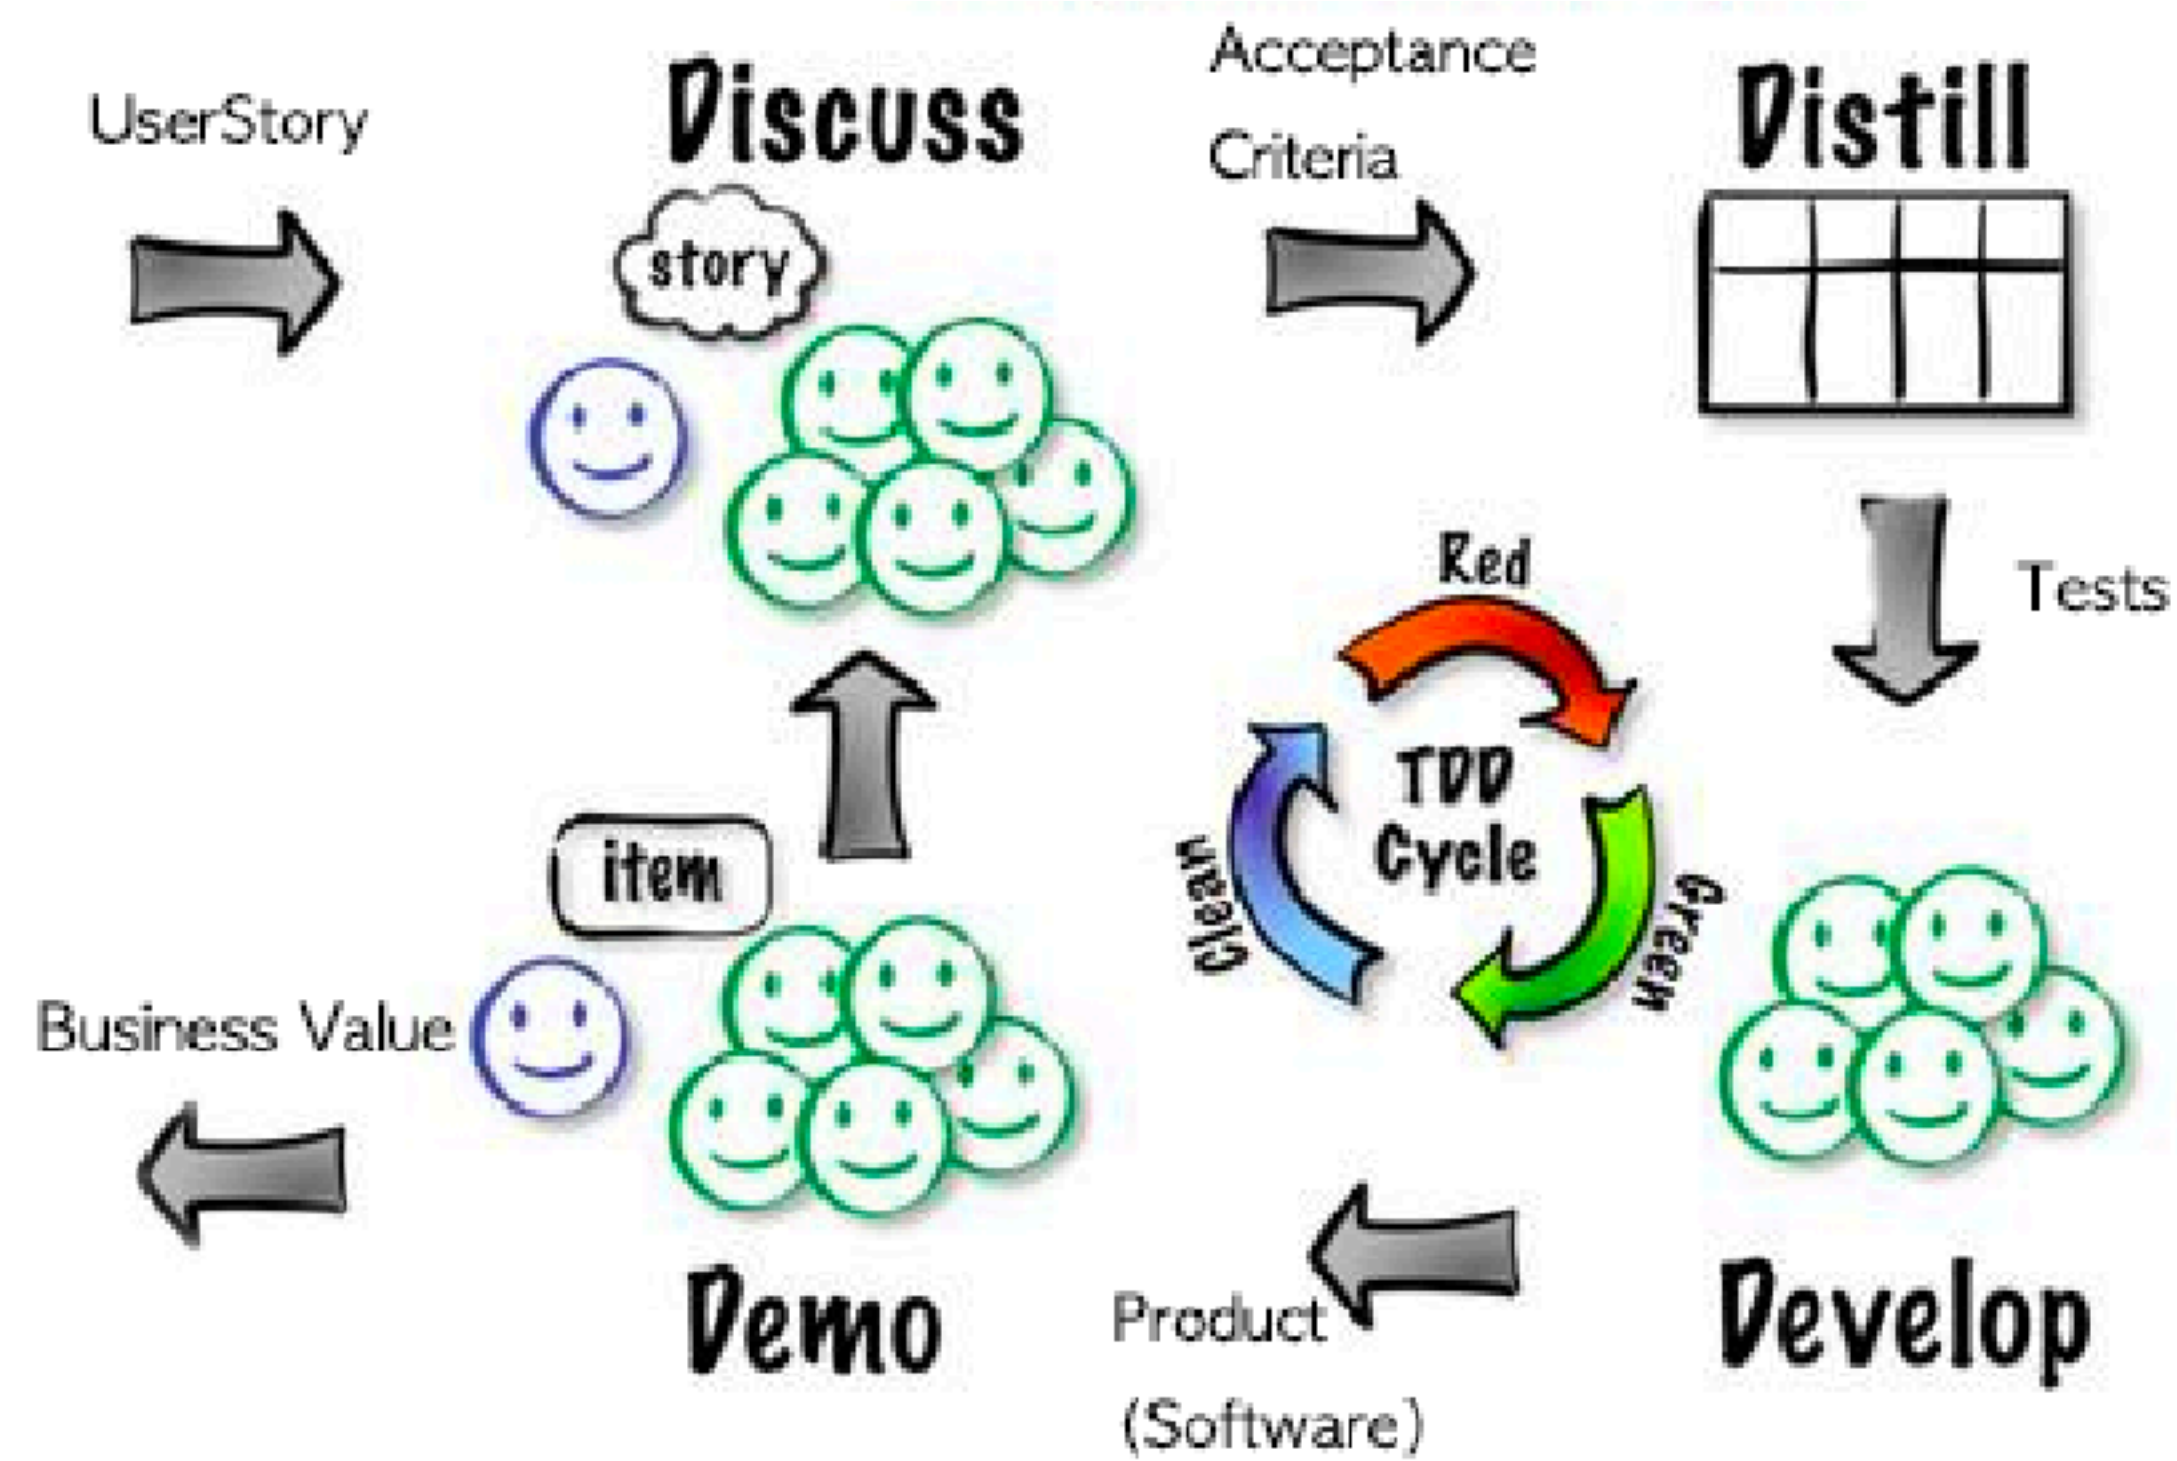 UserStory
Discuss
Acceptance
Criteria
Distill
story
Tests
Red
TDD
Cycle
Green
Clean
item
Business Value
Demo
Product
(Software)
Develop